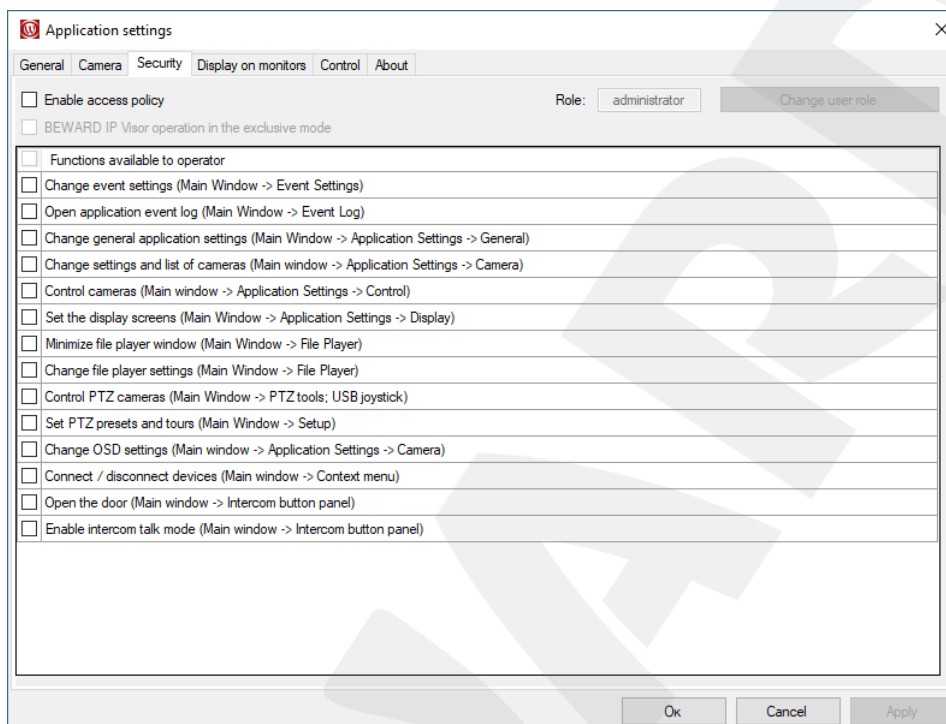 Application settings
General Camera Security Display on monitors Control About
Enable access policy Role: administrator Change user role
BEWARD IP Visor operation in the exclusive mode
Functions available to operator
Change event settings (Main Window -> Event Settings)
Open application event log (Main Window -> Event Log)
Change general application settings (Main Window -> Application Settings -> General)
Change settings and list of cameras (Main window -> Application Settings -> Camera)
Control cameras (Main window -> Application Settings -> Control)
Set the display screens (Main Window -> Application Settings -> Display)
Minimize file player window (Main Window -> File Player)
Change file player settings (Main Window -> File Player)
Control PTZ cameras (Main Window -> PTZ tools; USB joystick)
Set PTZ presets and tours (Main Window -> Setup)
Change OSD settings (Main window -> Application Settings -> Camera)
Connect / disconnect devices (Main window -> Context menu)
Open the door (Main window -> Intercom button panel)
Enable intercom talk mode (Main window -> Intercom button panel)
Ок Cancel Apply